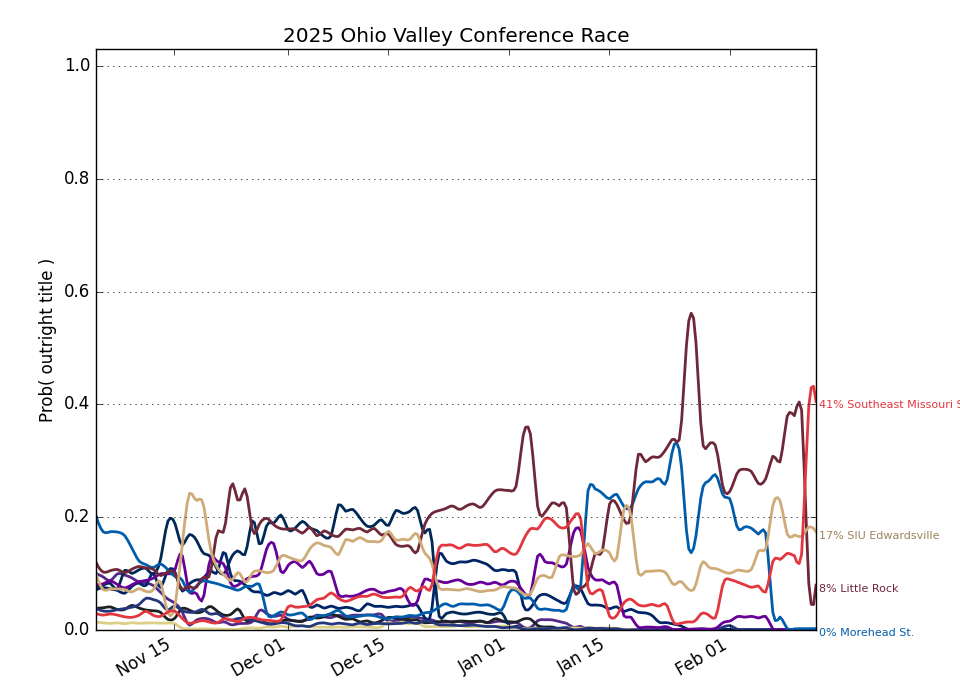 2025 Ohio Valley Conference Race
Prob( outright title )
1.0
0.8
0.6
0.4
0.2
0.0
41% Southeast Missouri S
17% SIU Edwardsville
8% Little Rock
0% Morehead St.
Nov 15
Dec 01
Dec 15
Jan 01
Jan 15
Feb 01